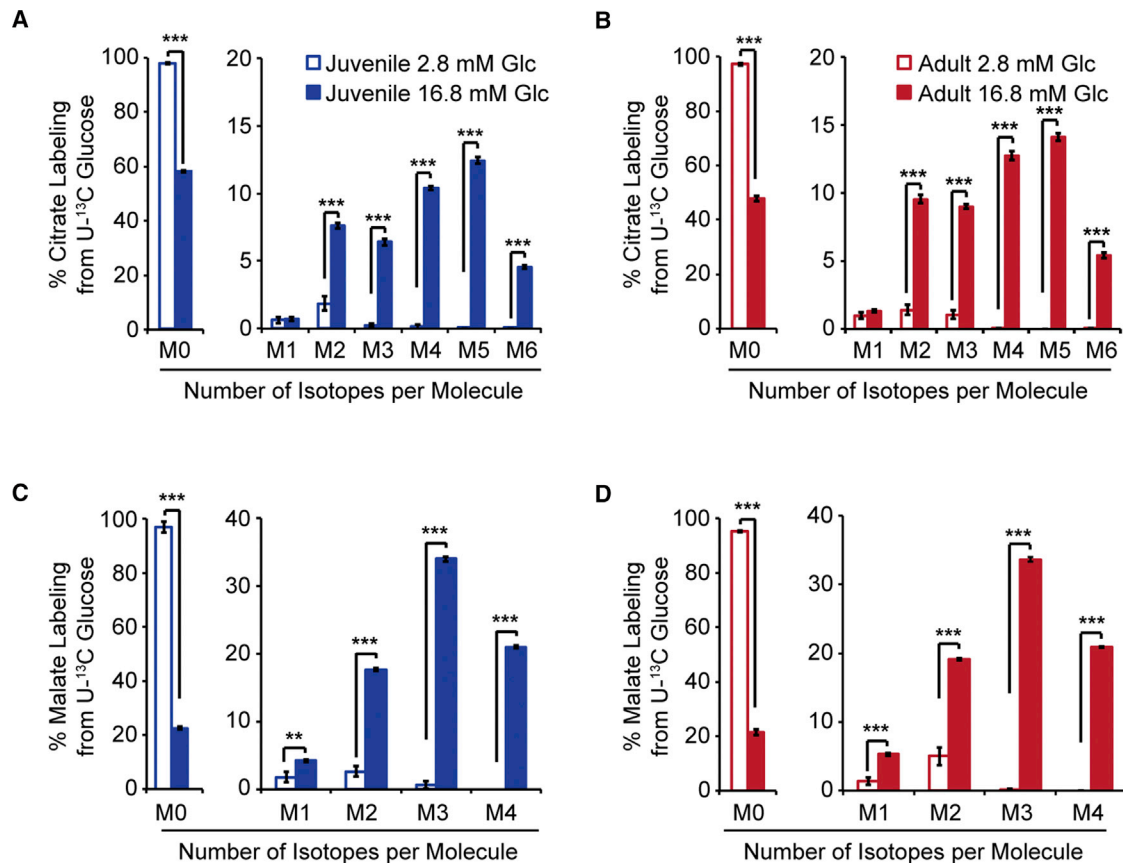 A
% Citrate Labeling
from U-¹³C Glucose
100
80
60
40
20
0
***
M0
20
15
10
5
0
Juvenile 2.8 mM Glc
Juvenile 16.8 mM Glc
***
***
***
***
***
M1 M2 M3 M4 M5 M6
Number of Isotopes per Molecule
B
% Citrate Labeling
from U-¹³C Glucose
100
80
60
40
20
0
***
M0
20
15
10
5
0
Adult 2.8 mM Glc
Adult 16.8 mM Glc
***
***
***
***
***
M1 M2 M3 M4 M5 M6
Number of Isotopes per Molecule
C
% Malate Labeling
from U-¹³C Glucose
100
80
60
40
20
0
***
M0
40
30
20
10
0
**
***
***
***
M1 M2 M3 M4
Number of Isotopes per Molecule
D
% Malate Labeling
from U-¹³C Glucose
100
80
60
40
20
0
***
M0
40
30
20
10
0
***
***
***
***
M1 M2 M3 M4
Number of Isotopes per Molecule